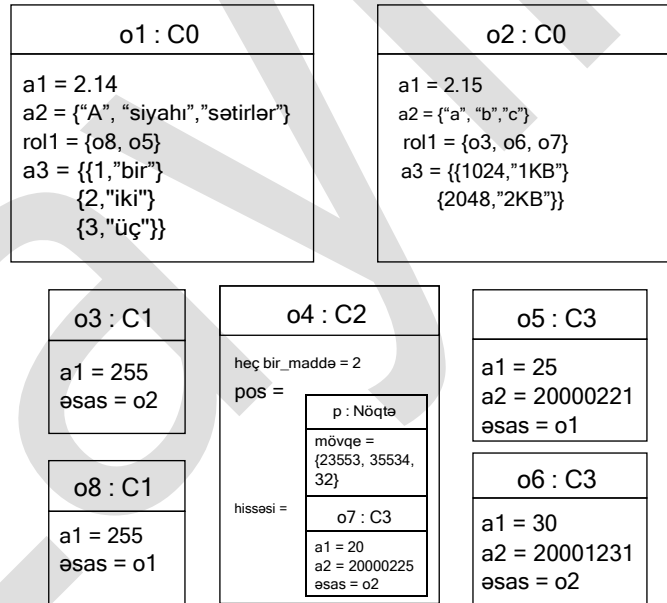 o1 : C0
a1 = 2.14
a2 = {“A”, “siyahı”,”sətirlər”}
rol1 = {o8, o5}
a3 = {{1,”bir”}
{2,"iki"}
{3,"üç"}}
o2 : C0
a1 = 2.15
a2 = {“a”, “b”,”c”}
rol1 = {o3, o6, o7}
a3 = {{1024,”1KB”}
{2048,”2KB”}}
o3 : C1
a1 = 255
əsas = o2
o4 : C2
heç bir_maddə = 2
pos =
p : Nöqtə
mövqe =
{23553, 35534,
32}
hissəsi =
o7 : C3
a1 = 20
a2 = 20000225
əsas = o2
o5 : C3
a1 = 25
a2 = 20000221
əsas = o1
o8 : C1
a1 = 255
əsas = o1
o6 : C3
a1 = 30
a2 = 20001231
əsas = o2